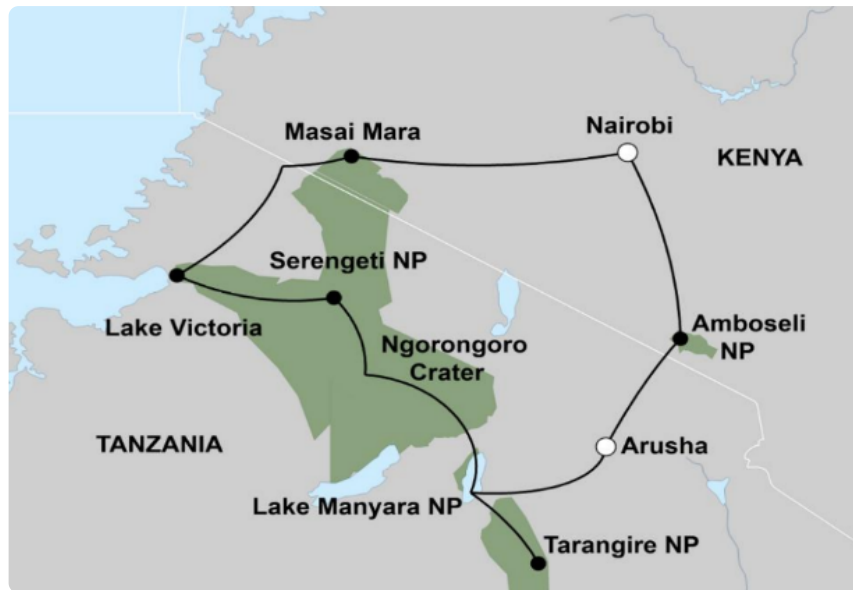 Masai Mara
Nairobi
KENYA
Serengeti NP
Lake Victoria
Ngorongoro
Crater
Amboseli
NP
TANZANIA
Arusha
Lake Manyara NP
Tarangire NP